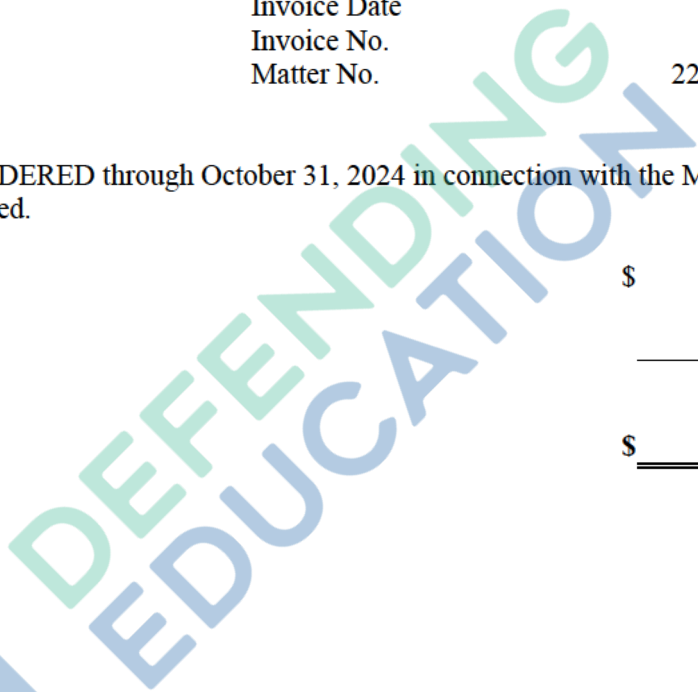 Invoice Date
Invoice No.
Matter No. 22
DERED through October 31, 2024 in connection with the M
ed.
$
$
DEFENDING
EDUCATION